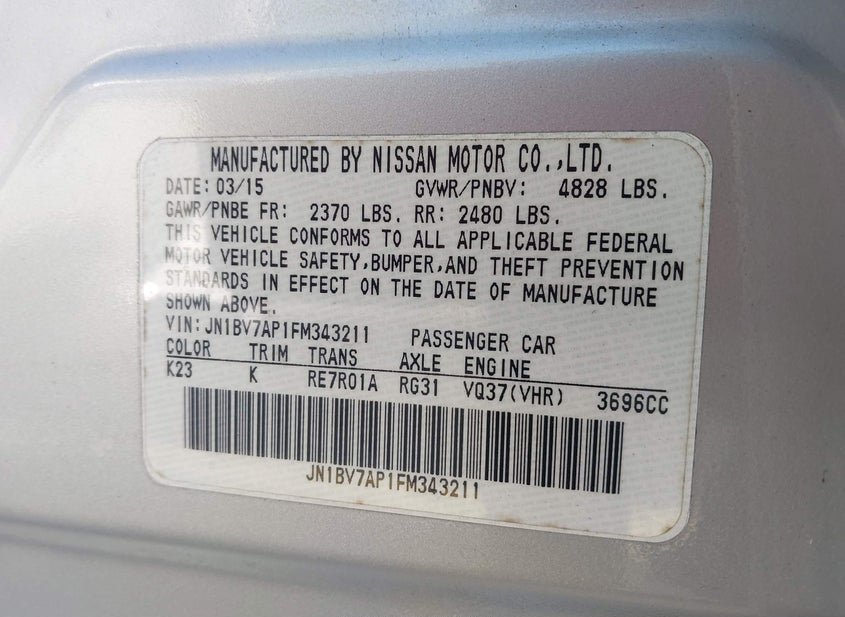 MANUFACTURED BY NISSAN MOTOR CO.,LTD.
DATE: 03/15 GVWR/PNBV: 4828 LBS.
GAWR/PNBE FR: 2370 LBS. RR: 2480 LBS.
THIS VEHICLE CONFORMS TO ALL APPLICABLE FEDERAL
MOTOR VEHICLE SAFETY,BUMPER,AND THEFT PREVENTION
STANDARDS IN EFFECT ON THE DATE OF MANUFACTURE
SHOWN ABOVE.
VIN: JN1BV7AP1FM343211 PASSENGER CAR
COLOR TRIM TRANS AXLE ENGINE
K23 K RE7R01A RG31 VQ37(VHR) 3696CC
JN1BV7AP1FM343211